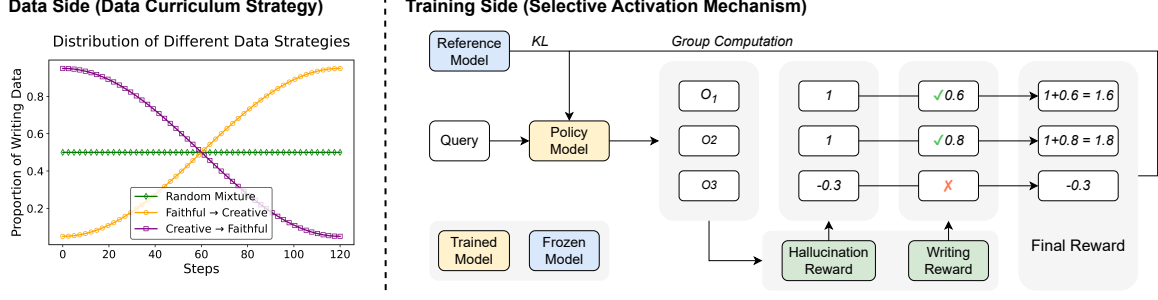 Data Side (Data Curriculum Strategy)
Distribution of Different Data Strategies
Proportion of Writing Data
0.8
0.6
0.4
0.2
Random Mixture
Faithful → Creative
Creative → Faithful
0
20
40
60
80
100
120
Steps
Training Side (Selective Activation Mechanism)
Reference
Model
KL
Group Computation
Query
Policy
Model
O1
O2
O3
1
1
-0.3
✓0.6
✓0.8
✗
1+0.6 = 1.6
1+0.8 = 1.8
-0.3
Trained
Model
Frozen
Model
Hallucination
Reward
Writing
Reward
Final Reward